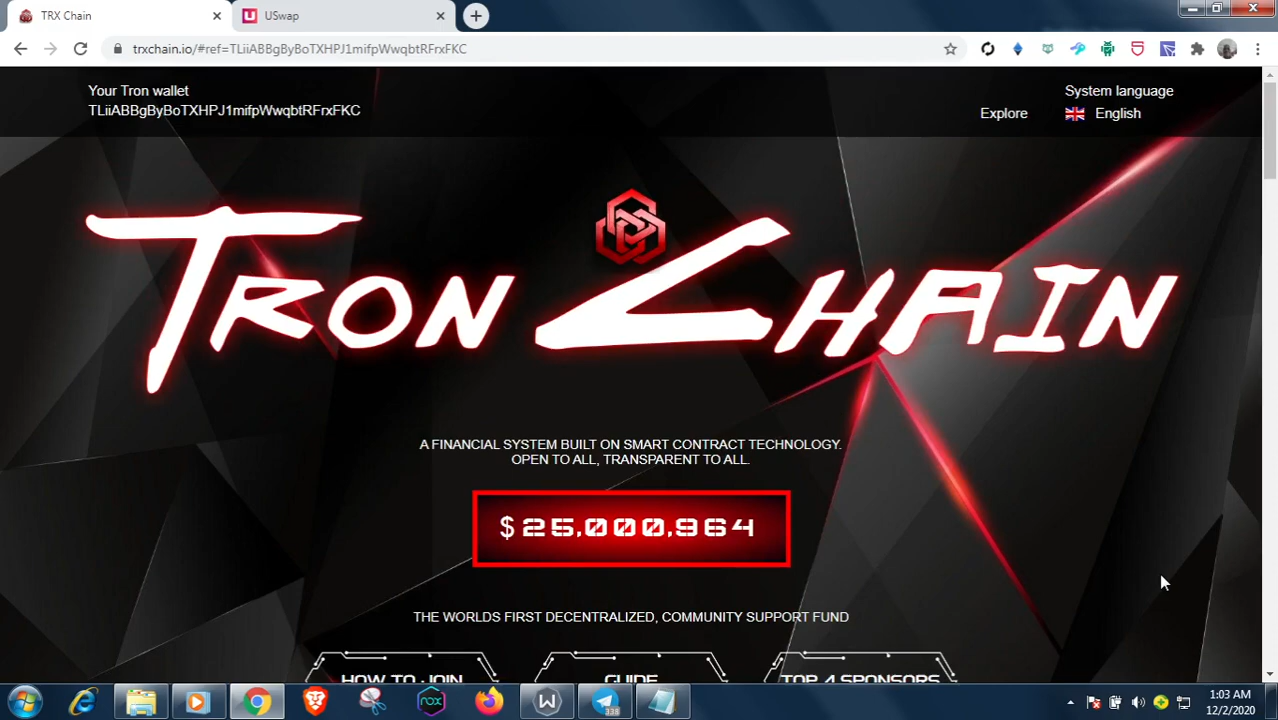 TRX Chain
USwap
trxchain.io/#ref=TLiiABBgByBoTXHPJ1mifpWwqbtRFrxFKC
Your Tron wallet
TLiiABBgByBoTXHPJ1mifpWwqbtRFrxFKC
System language
Explore
English
TRON CHAIN
A FINANCIAL SYSTEM BUILT ON SMART CONTRACT TECHNOLOGY.
OPEN TO ALL, TRANSPARENT TO ALL.
$ 25,000,964
THE WORLDS FIRST DECENTRALIZED, COMMUNITY SUPPORT FUND
HOW TO JOIN
GUIDE
TOP 4 SPONSORS
nox
W
338
1:03 AM
12/2/2020